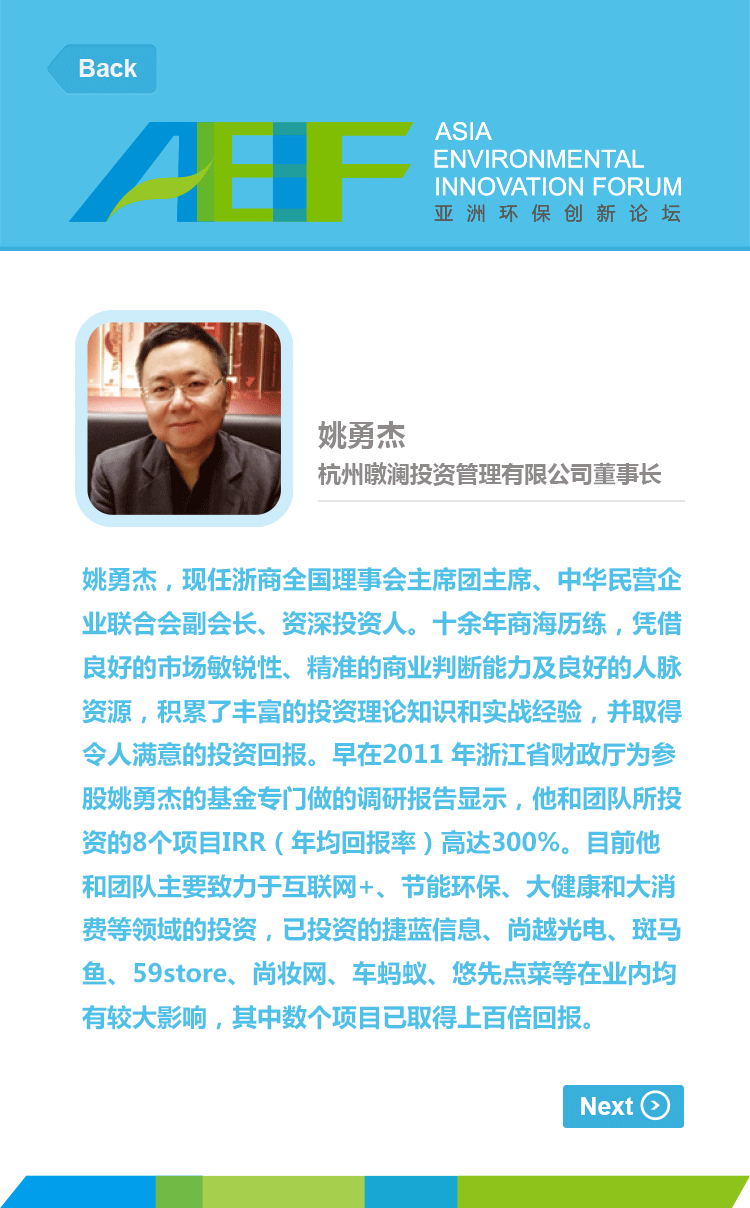 Back
AEIF
ASIA
ENVIRONMENTAL
INNOVATION FORUM
亚洲环保创新论坛
姚勇杰
杭州暾澜投资管理有限公司董事长
姚勇杰，现任浙商全国理事会主席团主席、中华民营企
业联合会副会长、资深投资人。十余年商海历练，凭借
良好的市场敏锐性、精准的商业判断能力及良好的人脉
资源，积累了丰富的投资理论知识和实战经验，并取得
令人满意的投资回报。早在2011 年浙江省财政厅为参
股姚勇杰的基金专门做的调研报告显示，他和团队所投
资的8个项目IRR（年均回报率）高达300%。目前他
和团队主要致力于互联网+、节能环保、大健康和大消
费等领域的投资，已投资的捷蓝信息、尚越光电、斑马
鱼、59store、尚妆网、车蚂蚁、悠先点菜等在业内均
有较大影响，其中数个项目已取得上百倍回报。
Next